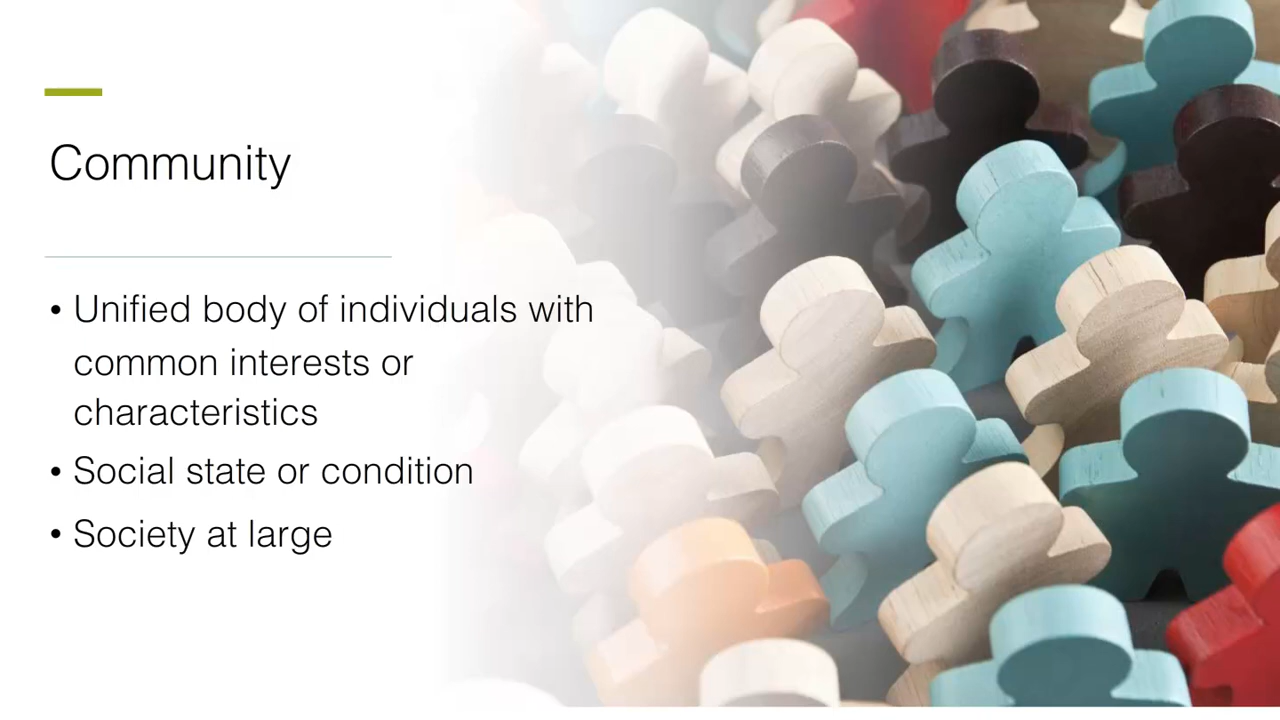 Community
• Unified body of individuals with
common interests or
characteristics
• Social state or condition
• Society at large